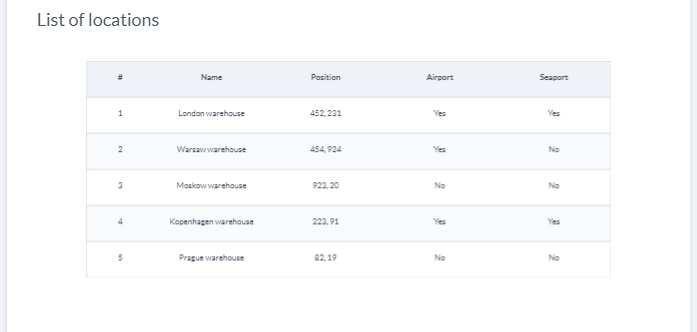 List of locations
# Name Position Airport Seaport
1 London warehouse 452, 231 Yes Yes
2 Warsaw warehouse 454, 924 Yes No
3 Moskow warehouse 923, 20 No No
4 Kopenhagen warehouse 223, 91 Yes Yes
5 Prague warehouse 82, 19 No No